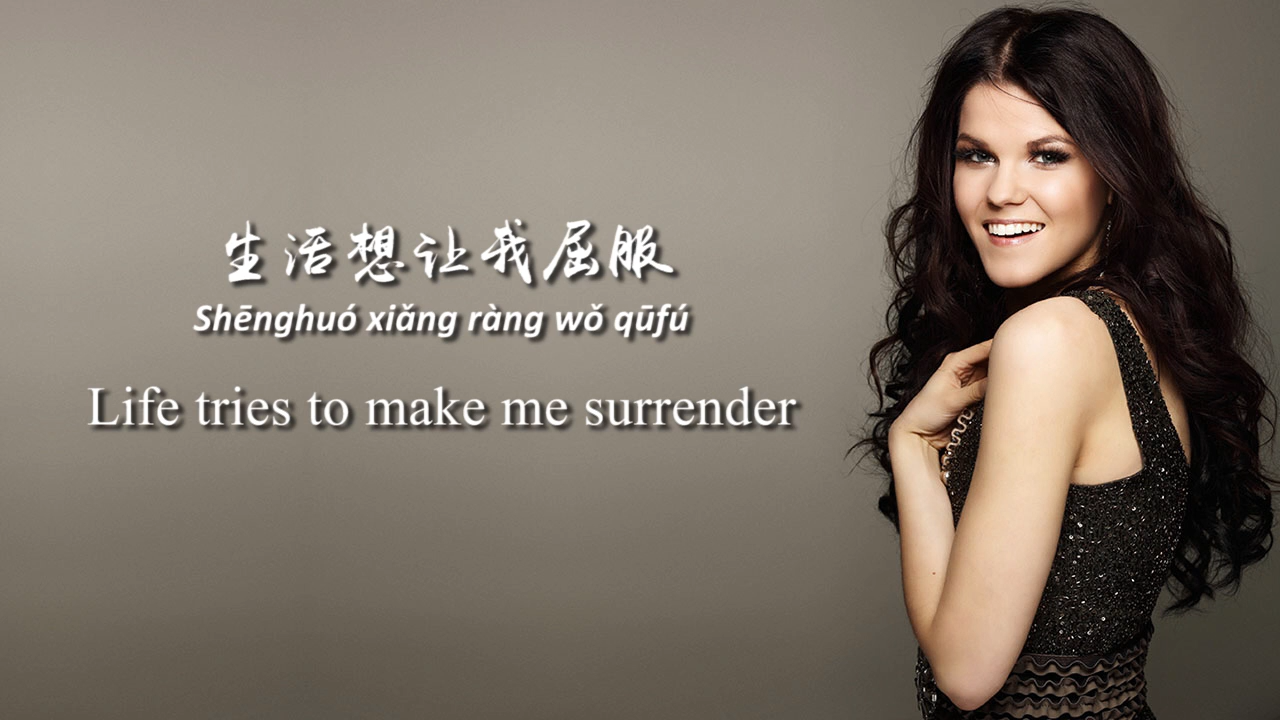 生活想让我屈服
Shēnghuó xiǎng ràng wǒ qūfú
Life tries to make me surrender